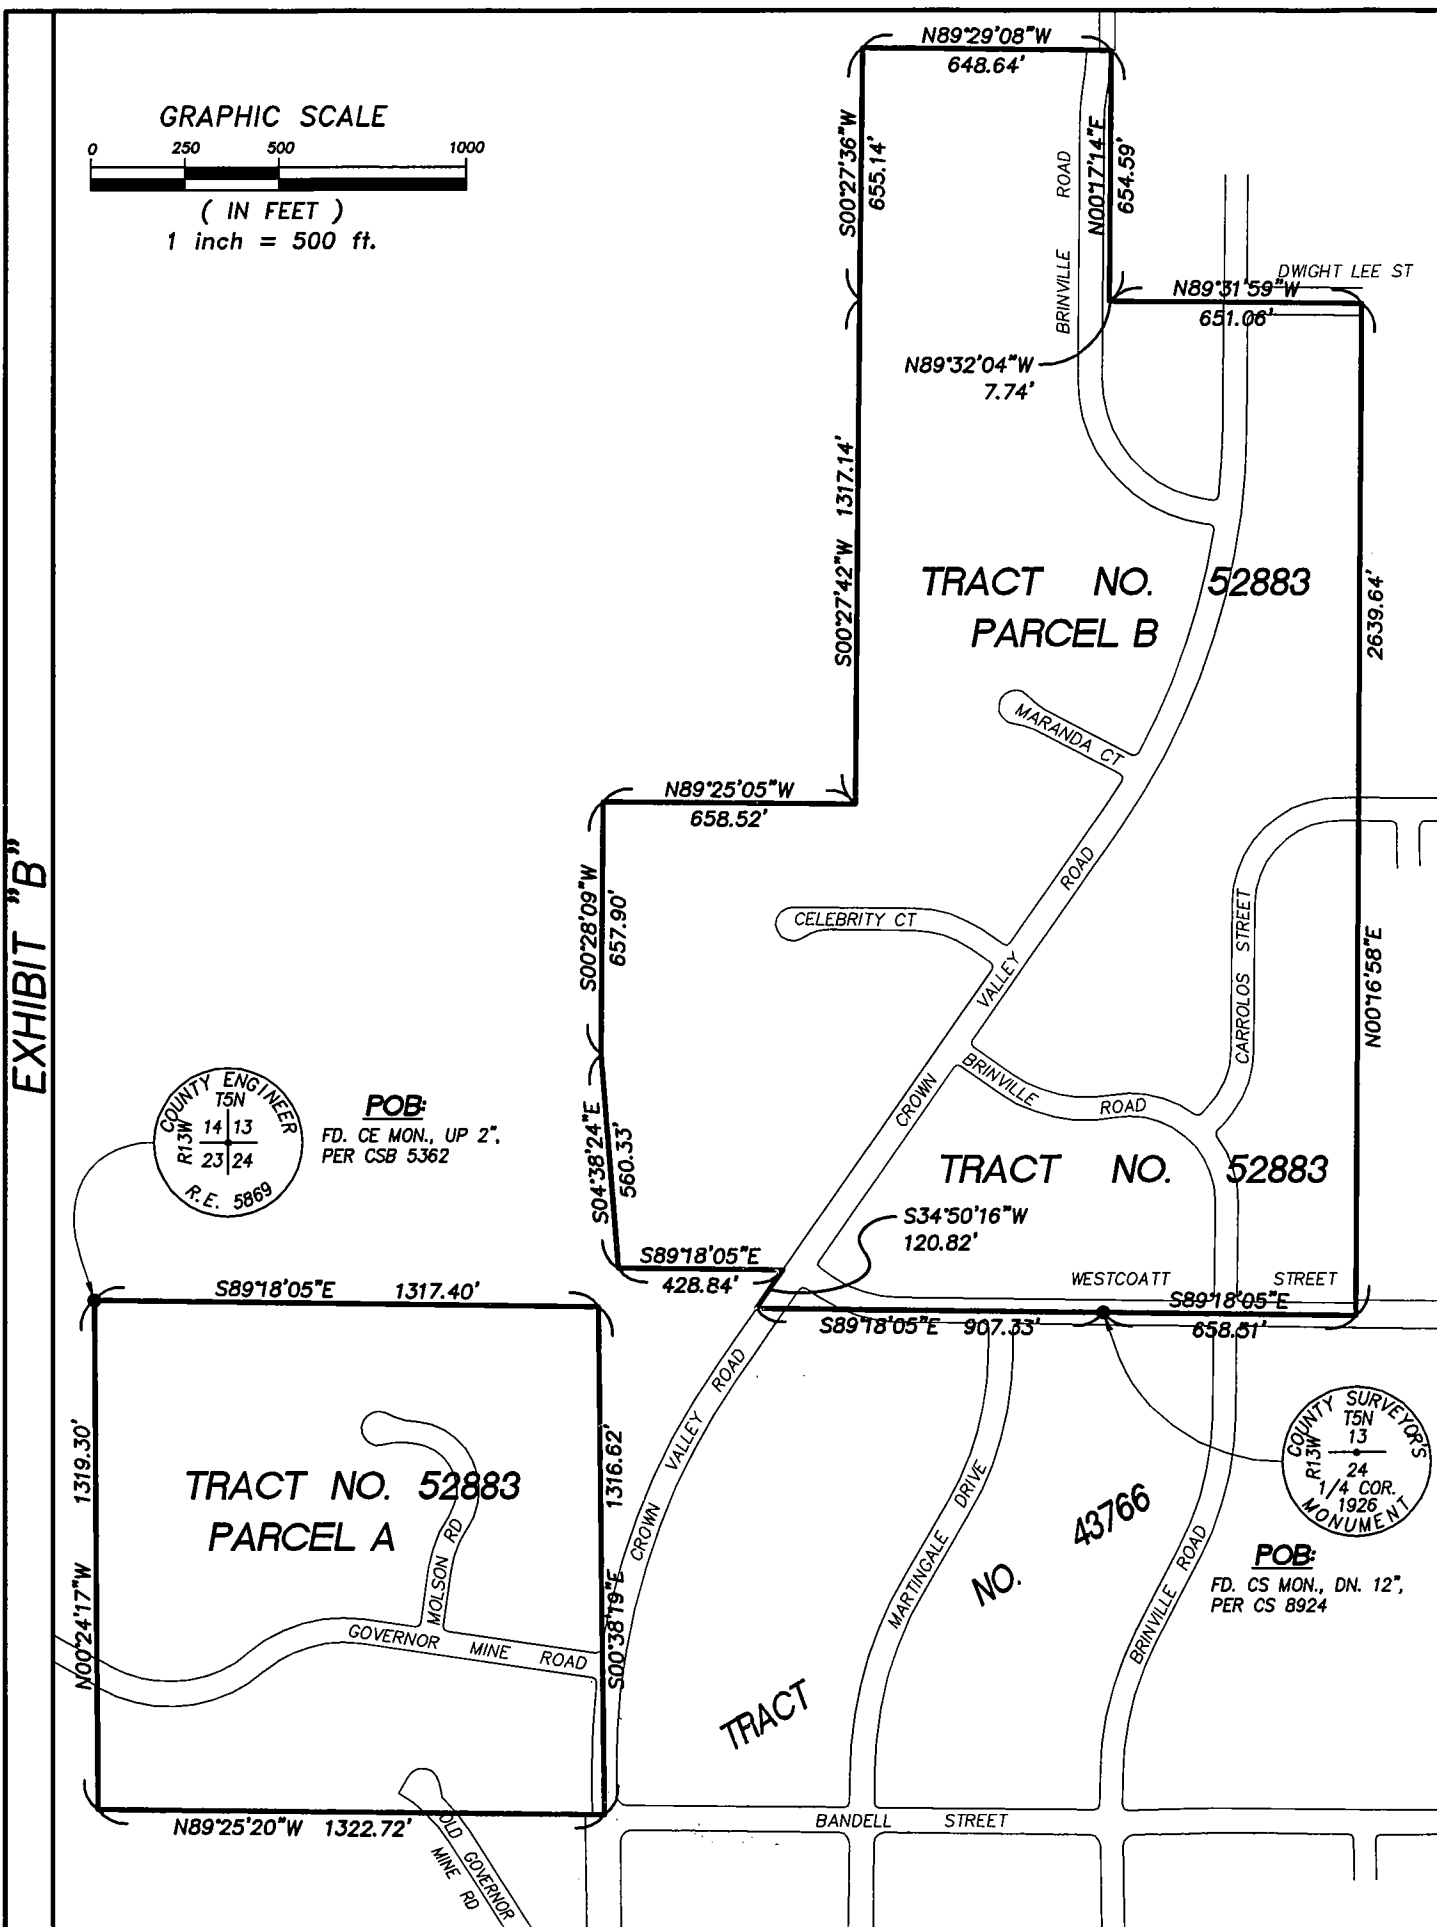 EXHIBIT "B"
GRAPHIC SCALE
0 250 500 1000
( IN FEET )
1 inch = 500 ft.
N89°29'08"W
648.64'
S00°27'36"W
655.14'
BRINVILLE ROAD
N00°17'14"E
654.59'
DWIGHT LEE ST
N89°31'59"W
651.06'
N89°32'04"W
7.74'
S00°27'42"W 1317.14'
TRACT NO. 52883
PARCEL B
2639.64'
N00°16'58"E
MARANDA CT
N89°25'05"W
658.52'
S00°28'09"W
657.90'
CELEBRITY CT
CROWN VALLEY ROAD
CARROLOS STREET
BRINVILLE ROAD
S04°38'24"E
560.33'
TRACT NO. 52883
S34°50'16"W
120.82'
S89°18'05"E
428.84'
WESTCOATT STREET
S89°18'05"E 907.33'
S89°18'05"E
658.51'
COUNTY ENGINEER
T5N
R13W
14 13
23 24
R.E. 5869
POB:
FD. CE MON., UP 2",
PER CSB 5362
S89°18'05"E 1317.40'
N00°24'17"W 1319.30'
TRACT NO. 52883
PARCEL A
1316.62'
S00°38'19"E
MOLSON RD
GOVERNOR MINE ROAD
N89°25'20"W 1322.72'
OLD GOVERNOR
MINE RD
CROWN VALLEY ROAD
MARTINGALE DRIVE
BRINVILLE ROAD
TRACT NO. 43766
BANDELL STREET
COUNTY SURVEYOR'S
T5N
R13W
13
24
1/4 COR.
1926
MONUMENT
POB:
FD. CS MON., DN. 12",
PER CS 8924